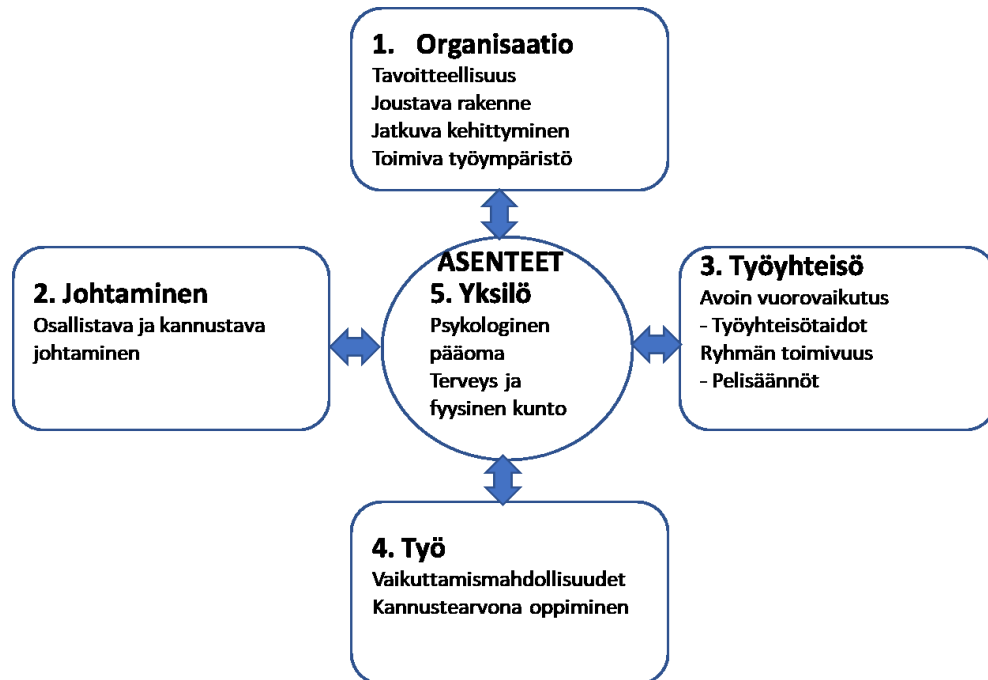 1. Organisaatio
Tavoitteellisuus
Joustava rakenne
Jatkuva kehittyminen
Toimiva työympäristö
2. Johtaminen
Osallistava ja kannustava
johtaminen
ASENTEET
5. Yksilö
Psykologinen
pääoma
Terveys ja
fyysinen kunto
3. Työyhteisö
Avoin vuorovaikutus
- Työyhteisötaidot
Ryhmän toimivuus
- Pelisäännöt
4. Työ
Vaikuttamismahdollisuudet
Kannustearvona oppiminen